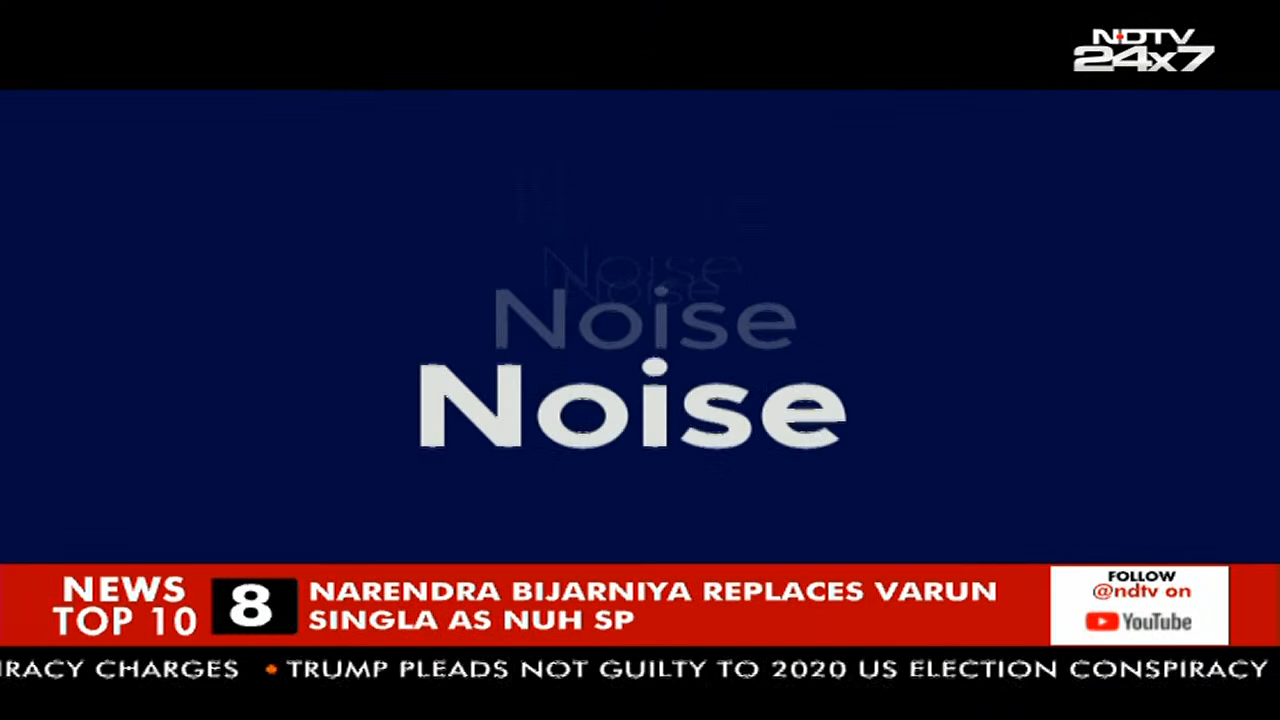 NDTV
24x7
Noise
Noise
Noise
Noise
NEWS
TOP 10
8
NARENDRA BIJARNIYA REPLACES VARUN
SINGLA AS NUH SP
FOLLOW
@ndtv on
YouTube
IRACY CHARGES • TRUMP PLEADS NOT GUILTY TO 2020 US ELECTION CONSPIRACY